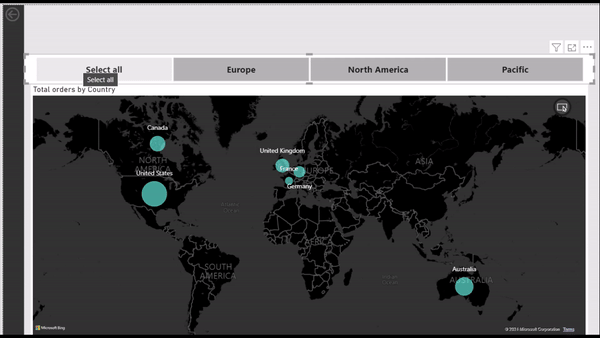 Select all
Europe
North America
Pacific
Select all
Total orders by Country
Canada
NORTH
AMERICA
United States
United Kingdom
France
EUROPE
Germany
ASIA
AFRICA
SOUTH
AMERICA
Australia
AUSTRALIA
Microsoft Bing
© 2021 Microsoft Corporation Terms